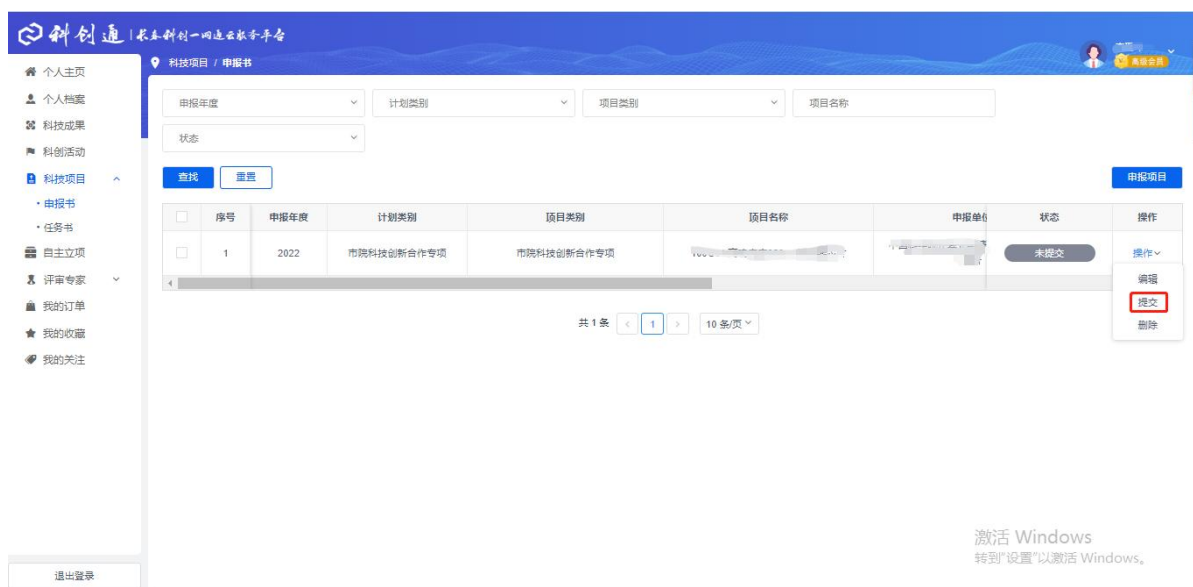 科创通 | 长春科创一网通云服务平台
科技项目 / 申报书
高级会员
个人主页
个人档案
科技成果
科创活动
科技项目
· 申报书
· 任务书
自主立项
评审专家
我的订单
我的收藏
我的关注
退出登录
申报年度 计划类别 项目类别 项目名称
状态
查找 重置 申报项目
序号 申报年度 计划类别 项目类别 项目名称 申报单位 状态 操作
1 2022 市院科技创新合作专项 市院科技创新合作专项 未提交 操作
编辑
提交
删除
共 1 条 < 1 > 10 条/页
激活 Windows
转到"设置"以激活 Windows。